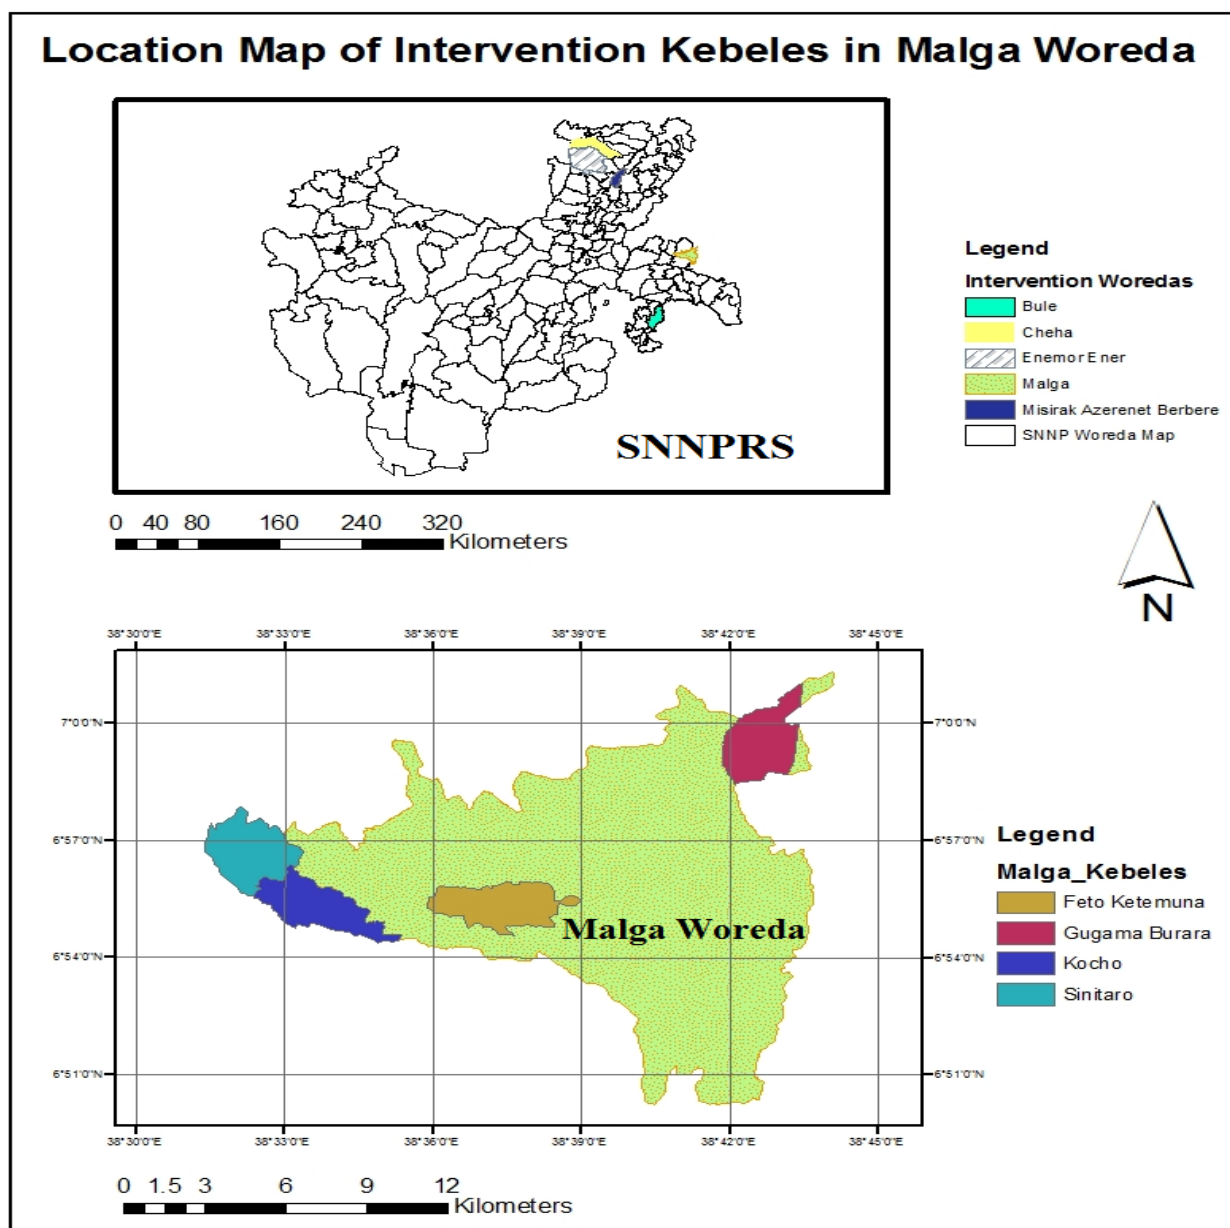 Location Map of Intervention Kebeles in Malga Woreda
SNNPRS
Legend
Intervention Woredas
Bule
Cheha
Enemor Ener
Malga
Misirak Azerenet Berbere
SNNP Woreda Map
0 40 80 160 240 320
Kilometers
N
38°30'0"E 38°33'0"E 38°36'0"E 38°39'0"E 38°42'0"E 38°45'0"E
7°0'0"N 7°0'0"N
6°57'0"N 6°57'0"N
Malga Woreda
6°54'0"N 6°54'0"N
6°51'0"N 6°51'0"N
38°30'0"E 38°33'0"E 38°36'0"E 38°39'0"E 38°42'0"E 38°45'0"E
Legend
Malga_Kebeles
Feto Ketemuna
Gugama Burara
Kocho
Sinitaro
0 1.5 3 6 9 12
Kilometers